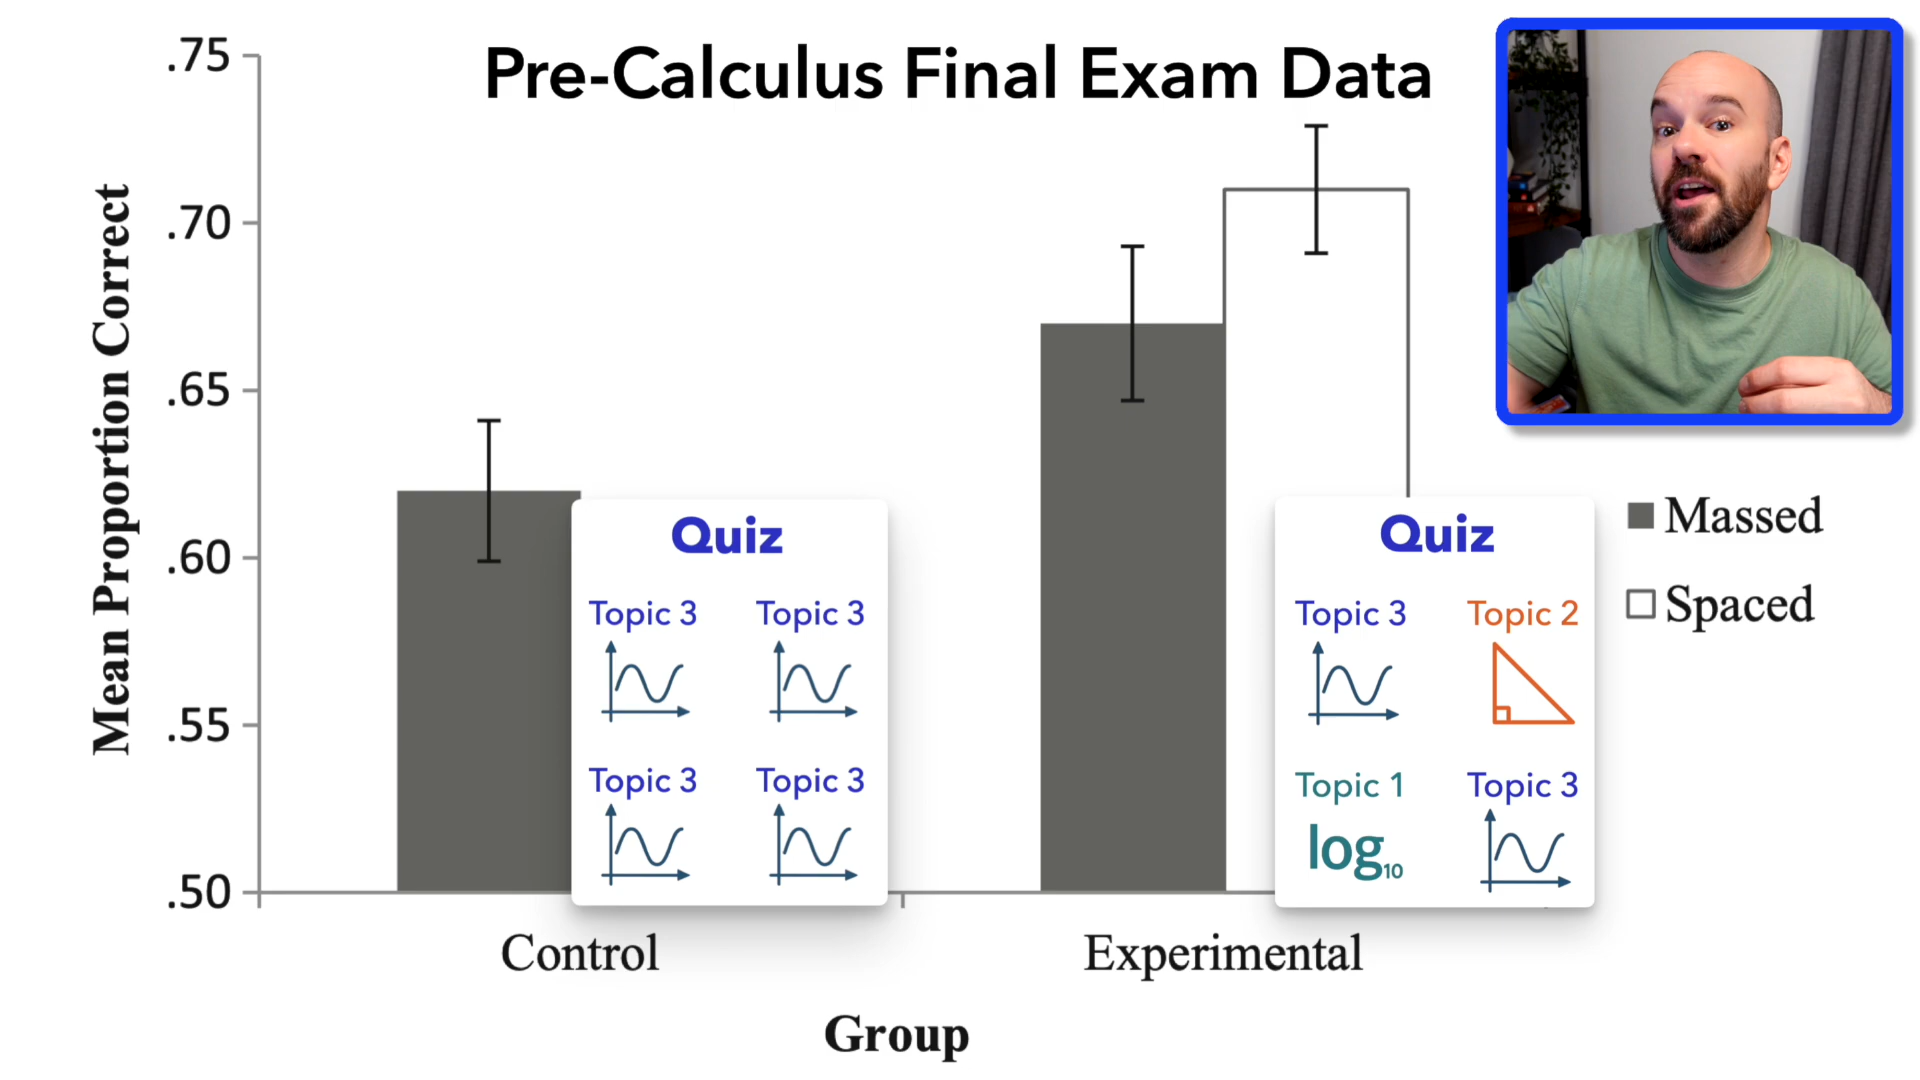 Pre-Calculus Final Exam Data
.75
.70
.65
.60
.55
.50
Mean Proportion Correct
Quiz
Topic 3 Topic 3
Topic 3 Topic 3
Quiz
Topic 3 Topic 2
Topic 1 Topic 3
log10
Massed
Spaced
Control Experimental
Group